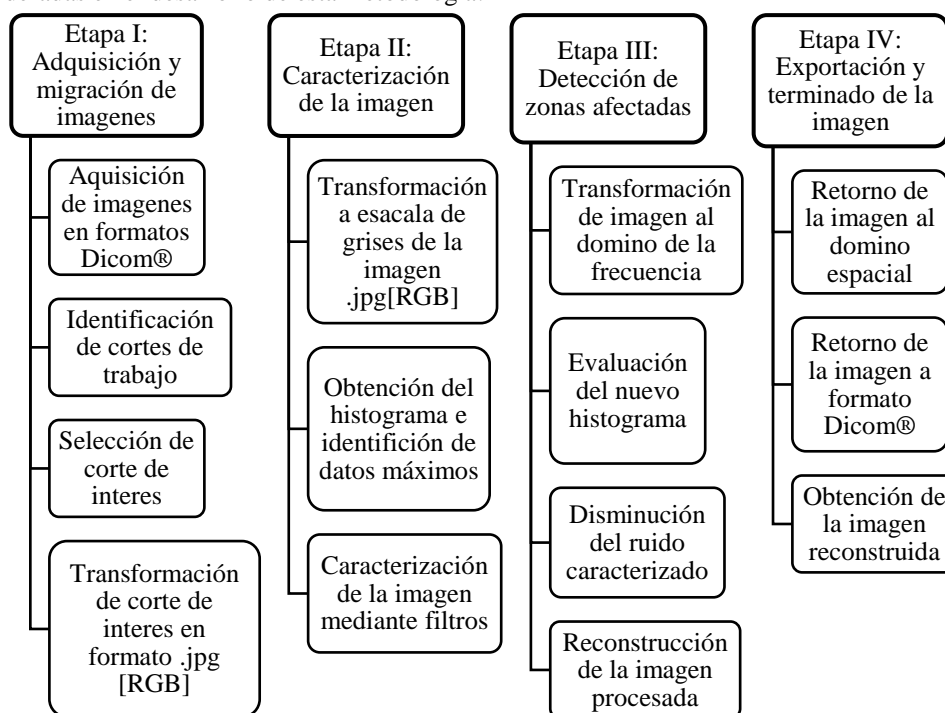 Etapa I:
Adquisición y
migración de
imagenes
Aquisición
de imagenes
en formatos
Dicom®
Identificación
de cortes de
trabajo
Selección de
corte de
interes
Transformación
de corte de
interes en
formato .jpg
[RGB]
Etapa II:
Caracterización
de la imagen
Transformación
a esacala de
grises de la
imagen
.jpg[RGB]
Obtención del
histograma e
identifición de
datos máximos
Caracterización
de la imagen
mediante filtros
Etapa III:
Detección de
zonas afectadas
Transformación
de imagen al
domino de la
frecuencia
Evaluación
del nuevo
histograma
Disminución
del ruido
caracterizado
Reconstrucción
de la imagen
procesada
Etapa IV:
Exportación y
terminado de la
imagen
Retorno de
la imagen al
domino
espacial
Retorno de
la imagen a
formato
Dicom®
Obtención de
la imagen
reconstruida